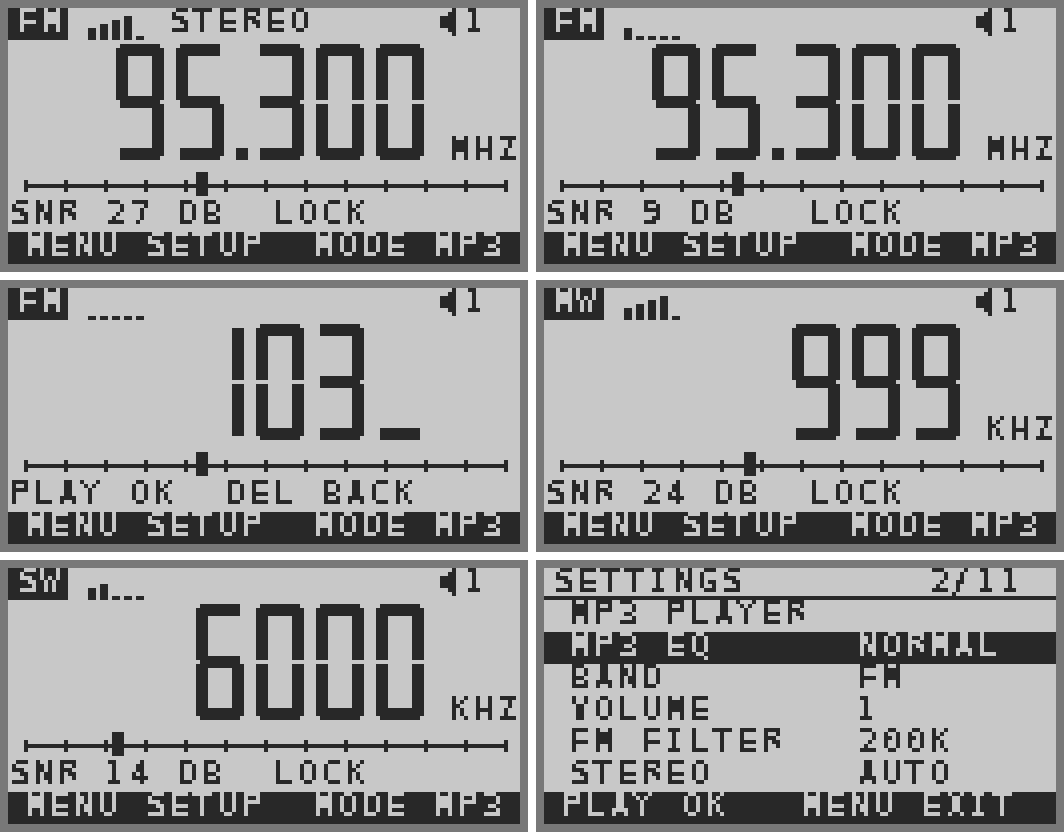 FM STEREO 1
95.300 MHZ
SNR 27 DB LOCK
MENU SETUP MODE MP3
FM 1
95.300 MHZ
SNR 9 DB LOCK
MENU SETUP MODE MP3
FM 1
103_
PLAY OK DEL BACK
MENU SETUP MODE MP3
MW 1
999 KHZ
SNR 24 DB LOCK
MENU SETUP MODE MP3
SW 1
6000 KHZ
SNR 14 DB LOCK
MENU SETUP MODE MP3
SETTINGS 2/11
MP3 PLAYER
MP3 EQ NORMAL
BAND FM
VOLUME 1
FM FILTER 200K
STEREO AUTO
PLAY OK MENU EXIT